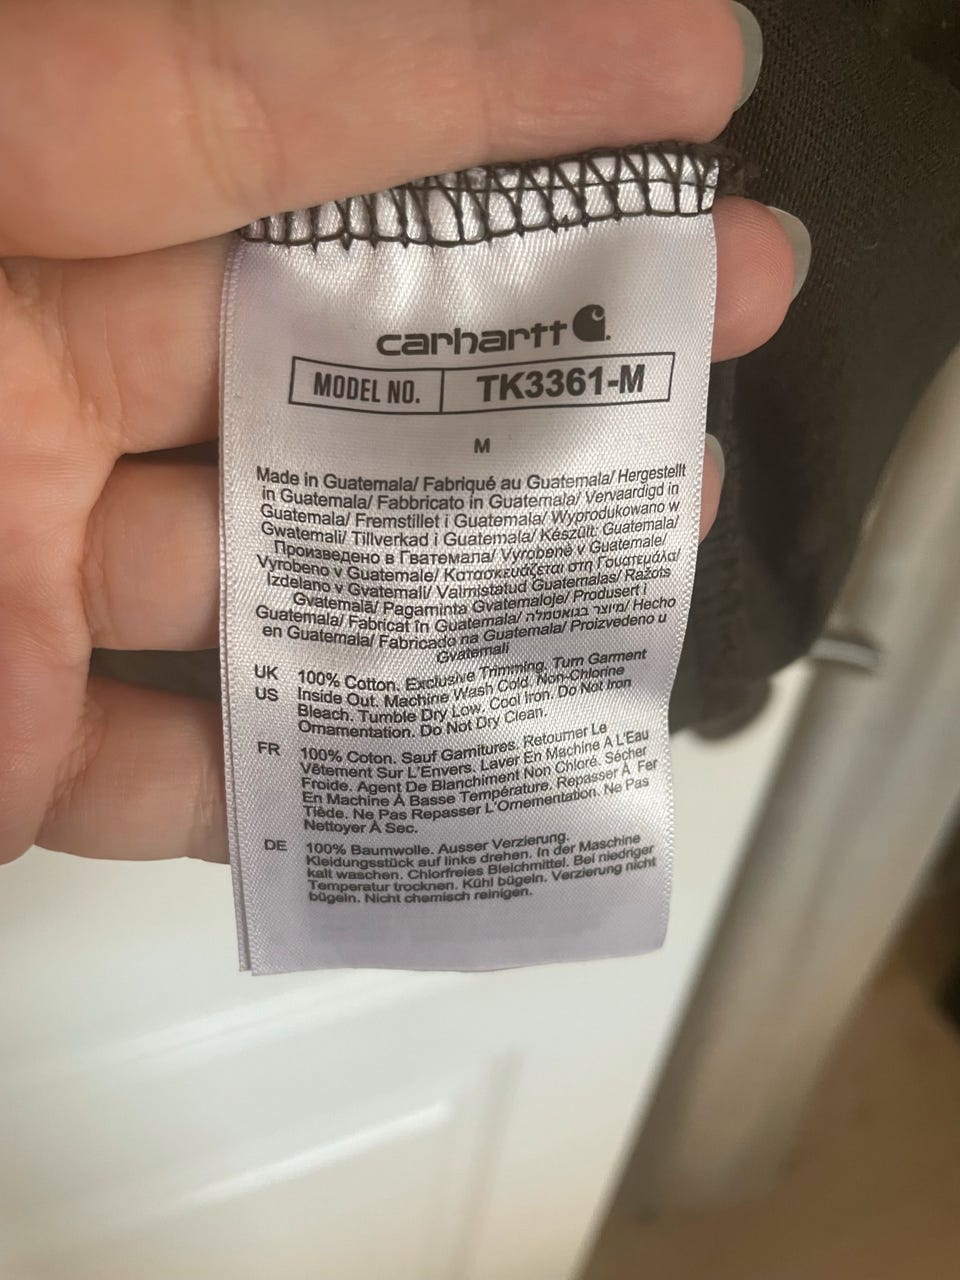 carhartt
MODEL NO. TK3361-M
M
Made in Guatemala/ Fabriqué au Guatemala/ Hergestellt
in Guatemala/ Fabbricato in Guatemala/ Vervaardigd in
Guatemala/ Fremstillet i Guatemala/ Wyprodukowano w
Gwatemali/ Tillverkad i Guatemala/ Készült: Guatemala/
Произведено в Гватемала/ Vyrobené v Guatemale/
Vyrobeno v Guatemale/ Κατασκευάζεται στη Γουατεμάλα/
Izdelano v Gvatemali/ Valmistatud Guatemalas/ Ražots
Gvatemalā/ Pagaminta Gvatemaloje/ Produsert i
Guatemala/ Fabricat în Guatemala/ מיוצר בגואטמלה/ Hecho
en Guatemala/ Fabricado na Guatemala/ Proizvedeno u
Gvatemali
UK 100% Cotton. Exclusive Trimming. Turn Garment
US Inside Out. Machine Wash Cold. Non-Chlorine
Bleach. Tumble Dry Low. Cool Iron. Do Not Iron
Ornamentation. Do Not Dry Clean.
FR 100% Coton. Sauf Garnitures. Retourner Le
Vêtement Sur L'Envers. Laver En Machine À L'Eau
Froide. Agent De Blanchiment Non Chloré. Sécher
En Machine À Basse Température. Repasser À Fer
Tiède. Ne Pas Repasser L'Ornementation. Ne Pas
Nettoyer À Sec.
DE 100% Baumwolle. Ausser Verzierung.
Kleidungsstück auf links drehen. In der Maschine
kalt waschen. Chlorfreies Bleichmittel. Bei niedriger
Temperatur trocknen. Kühl bügeln. Verzierung nicht
bügeln. Nicht chemisch reinigen.